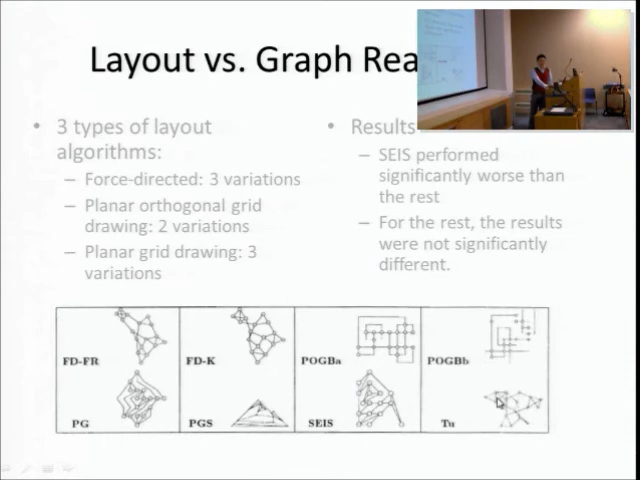 Layout vs. Graph Rea
• 3 types of layout
algorithms:
– Force-directed: 3 variations
– Planar orthogonal grid
drawing: 2 variations
– Planar grid drawing: 3
variations
• Results
– SEIS performed
significantly worse than
the rest
– For the rest, the results
were not significantly
different.
FD-FR
FD-K
POGBa
POGBb
PG
PGS
SEIS
Tu